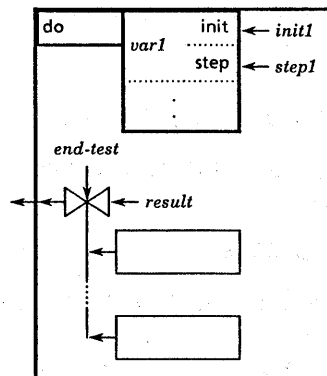 do
init
init1
var1
step
step1
end-test
result